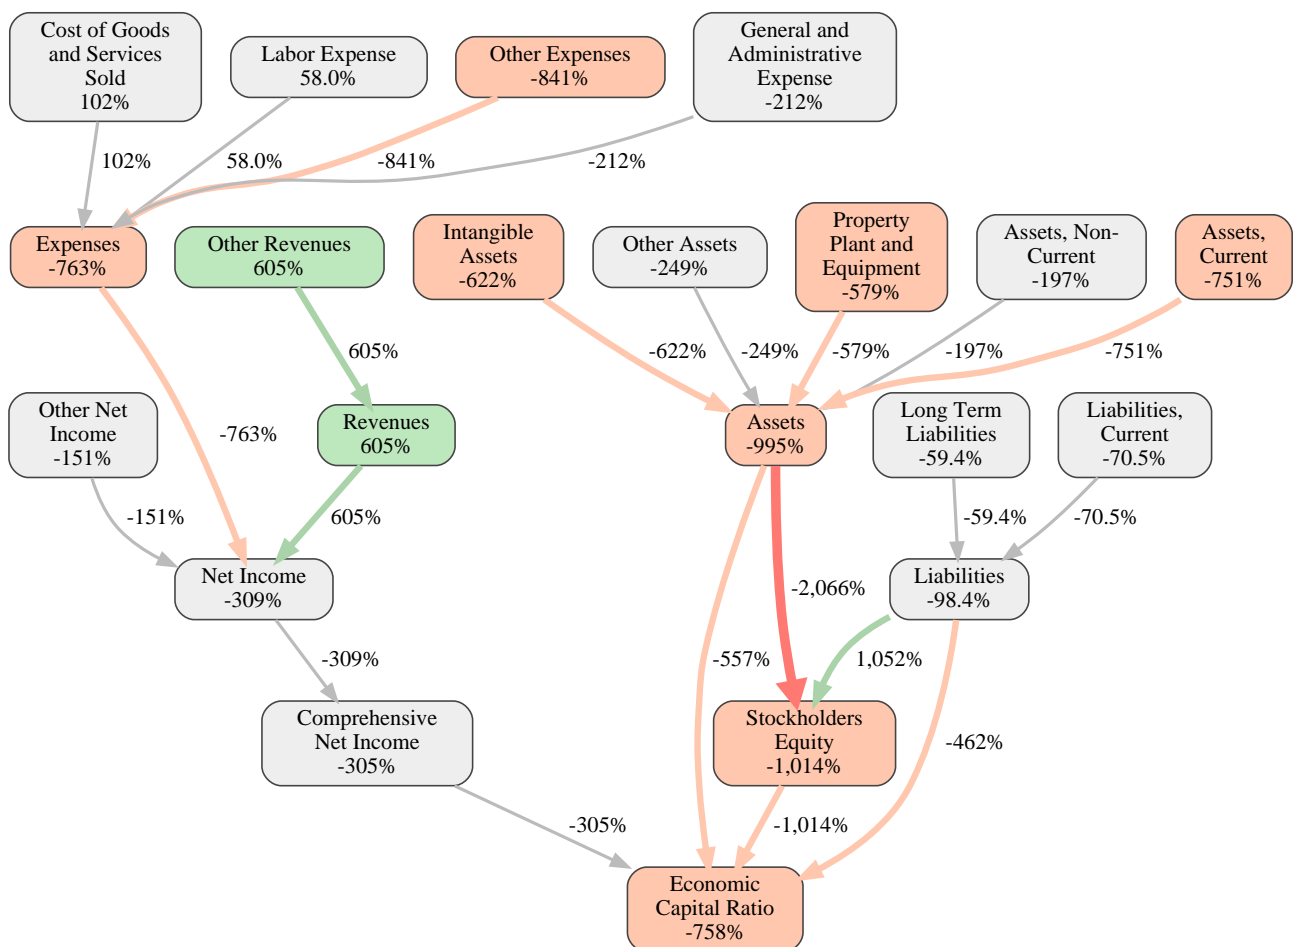 Cost of Goods
and Services
Sold
102%
Labor Expense
58.0%
Other Expenses
-841%
General and
Administrative
Expense
-212%
102%
58.0%
-841%
-212%
Expenses
-763%
Other Revenues
605%
Intangible
Assets
-622%
Other Assets
-249%
Property
Plant and
Equipment
-579%
Assets, Non-
Current
-197%
Assets,
Current
-751%
605%
-622%
-249%
-579%
-197%
-751%
Other Net
Income
-151%
-763%
Revenues
605%
Assets
-995%
Long Term
Liabilities
-59.4%
Liabilities,
Current
-70.5%
-151%
605%
-59.4%
-70.5%
Net Income
-309%
-2,066%
Liabilities
-98.4%
-309%
-557%
1,052%
Comprehensive
Net Income
-305%
Stockholders
Equity
-1,014%
-462%
-305%
-1,014%
Economic
Capital Ratio
-758%